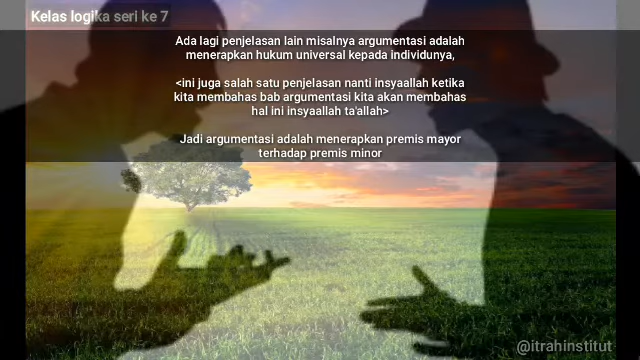 Kelas logika seri ke 7
Ada lagi penjelasan lain misalnya argumentasi adalah
menerapkan hukum universal kepada individunya,
<ini juga salah satu penjelasan nanti insyaallah ketika
kita membahas bab argumentasi kita akan membahas
hal ini insyaallah ta'allah>
Jadi argumentasi adalah menerapkan premis mayor
terhadap premis minor
@itrahinstitut